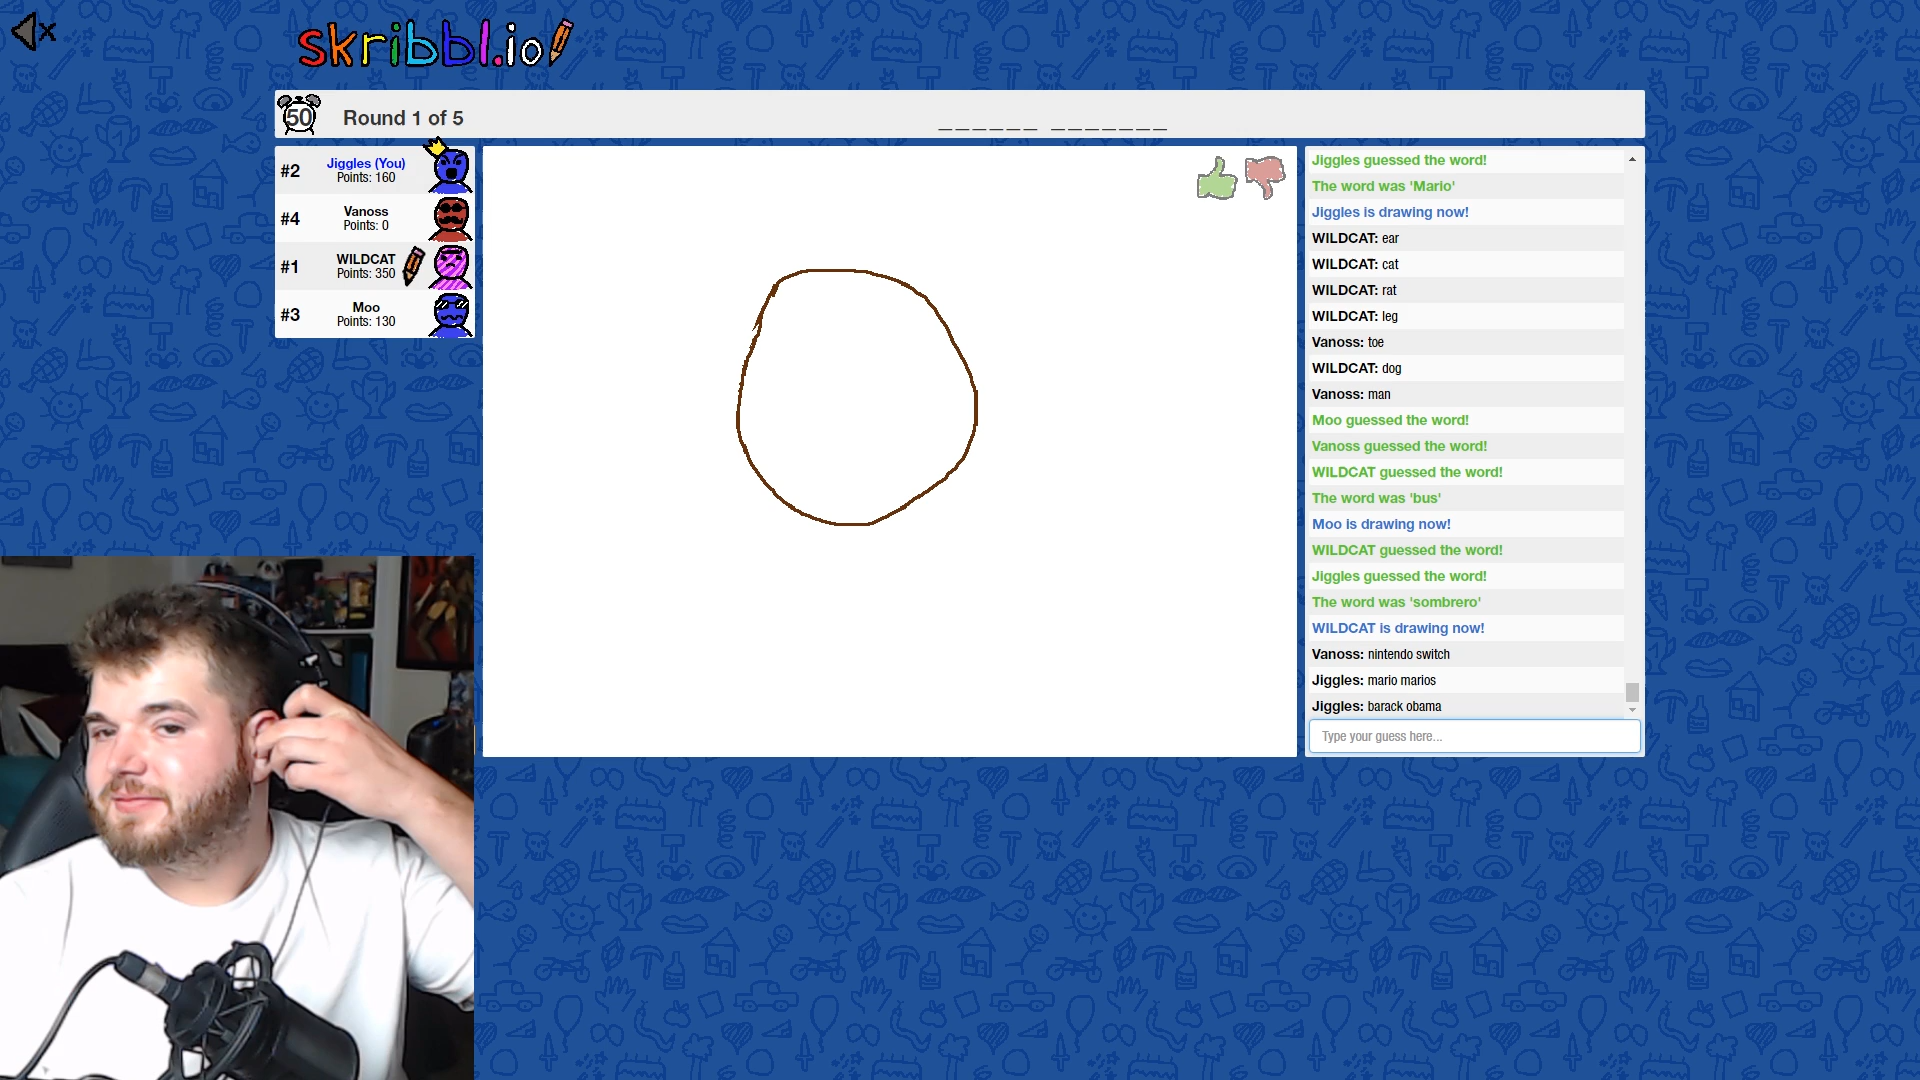 skribbl.io
50
Round 1 of 5
______ _______
#2
Jiggles (You)
Points: 160
#4
Vanoss
Points: 0
#1
WILDCAT
Points: 350
#3
Moo
Points: 130
Jiggles guessed the word!
The word was 'Mario'
Jiggles is drawing now!
WILDCAT: ear
WILDCAT: cat
WILDCAT: rat
WILDCAT: leg
Vanoss: toe
WILDCAT: dog
Vanoss: man
Moo guessed the word!
Vanoss guessed the word!
WILDCAT guessed the word!
The word was 'bus'
Moo is drawing now!
WILDCAT guessed the word!
Jiggles guessed the word!
The word was 'sombrero'
WILDCAT is drawing now!
Vanoss: nintendo switch
Jiggles: mario marios
Jiggles: barack obama
Type your guess here...